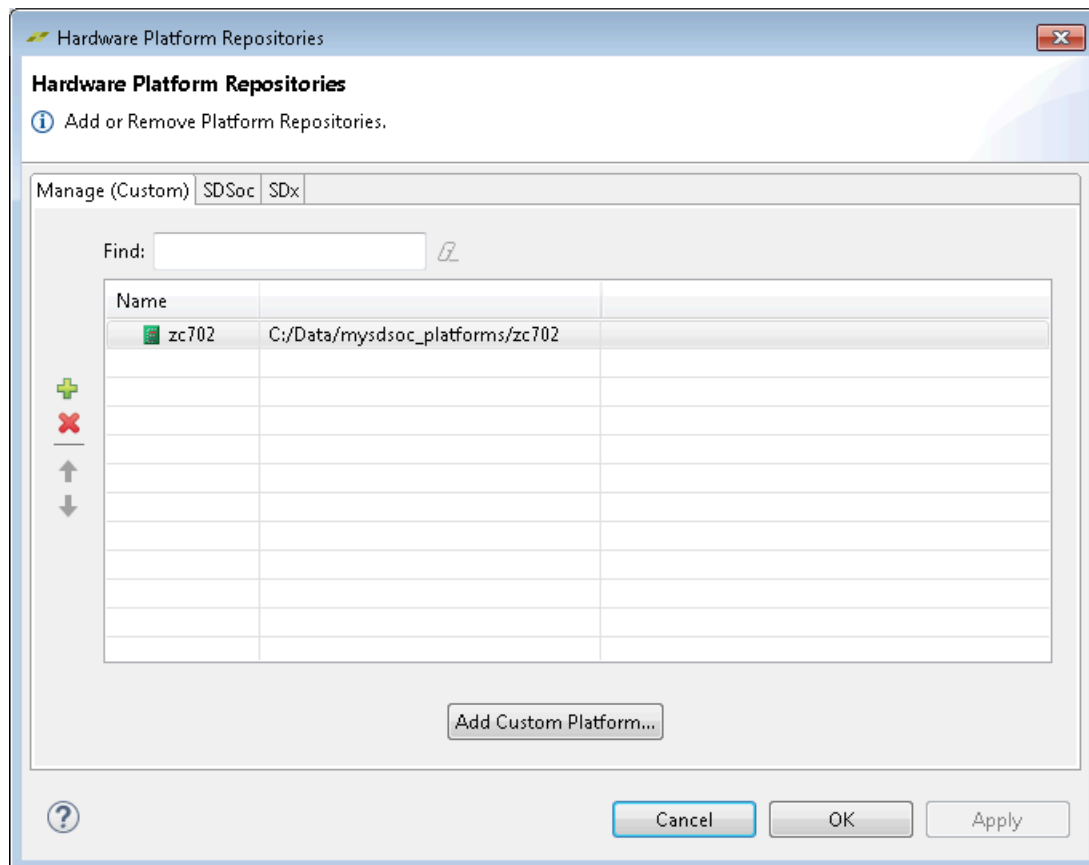 Hardware Platform Repositories
Hardware Platform Repositories
Add or Remove Platform Repositories.
Manage (Custom) SDSoc SDx
Find:
Name
zc702 C:/Data/mysdsoc_platforms/zc702
Add Custom Platform...
Cancel OK Apply